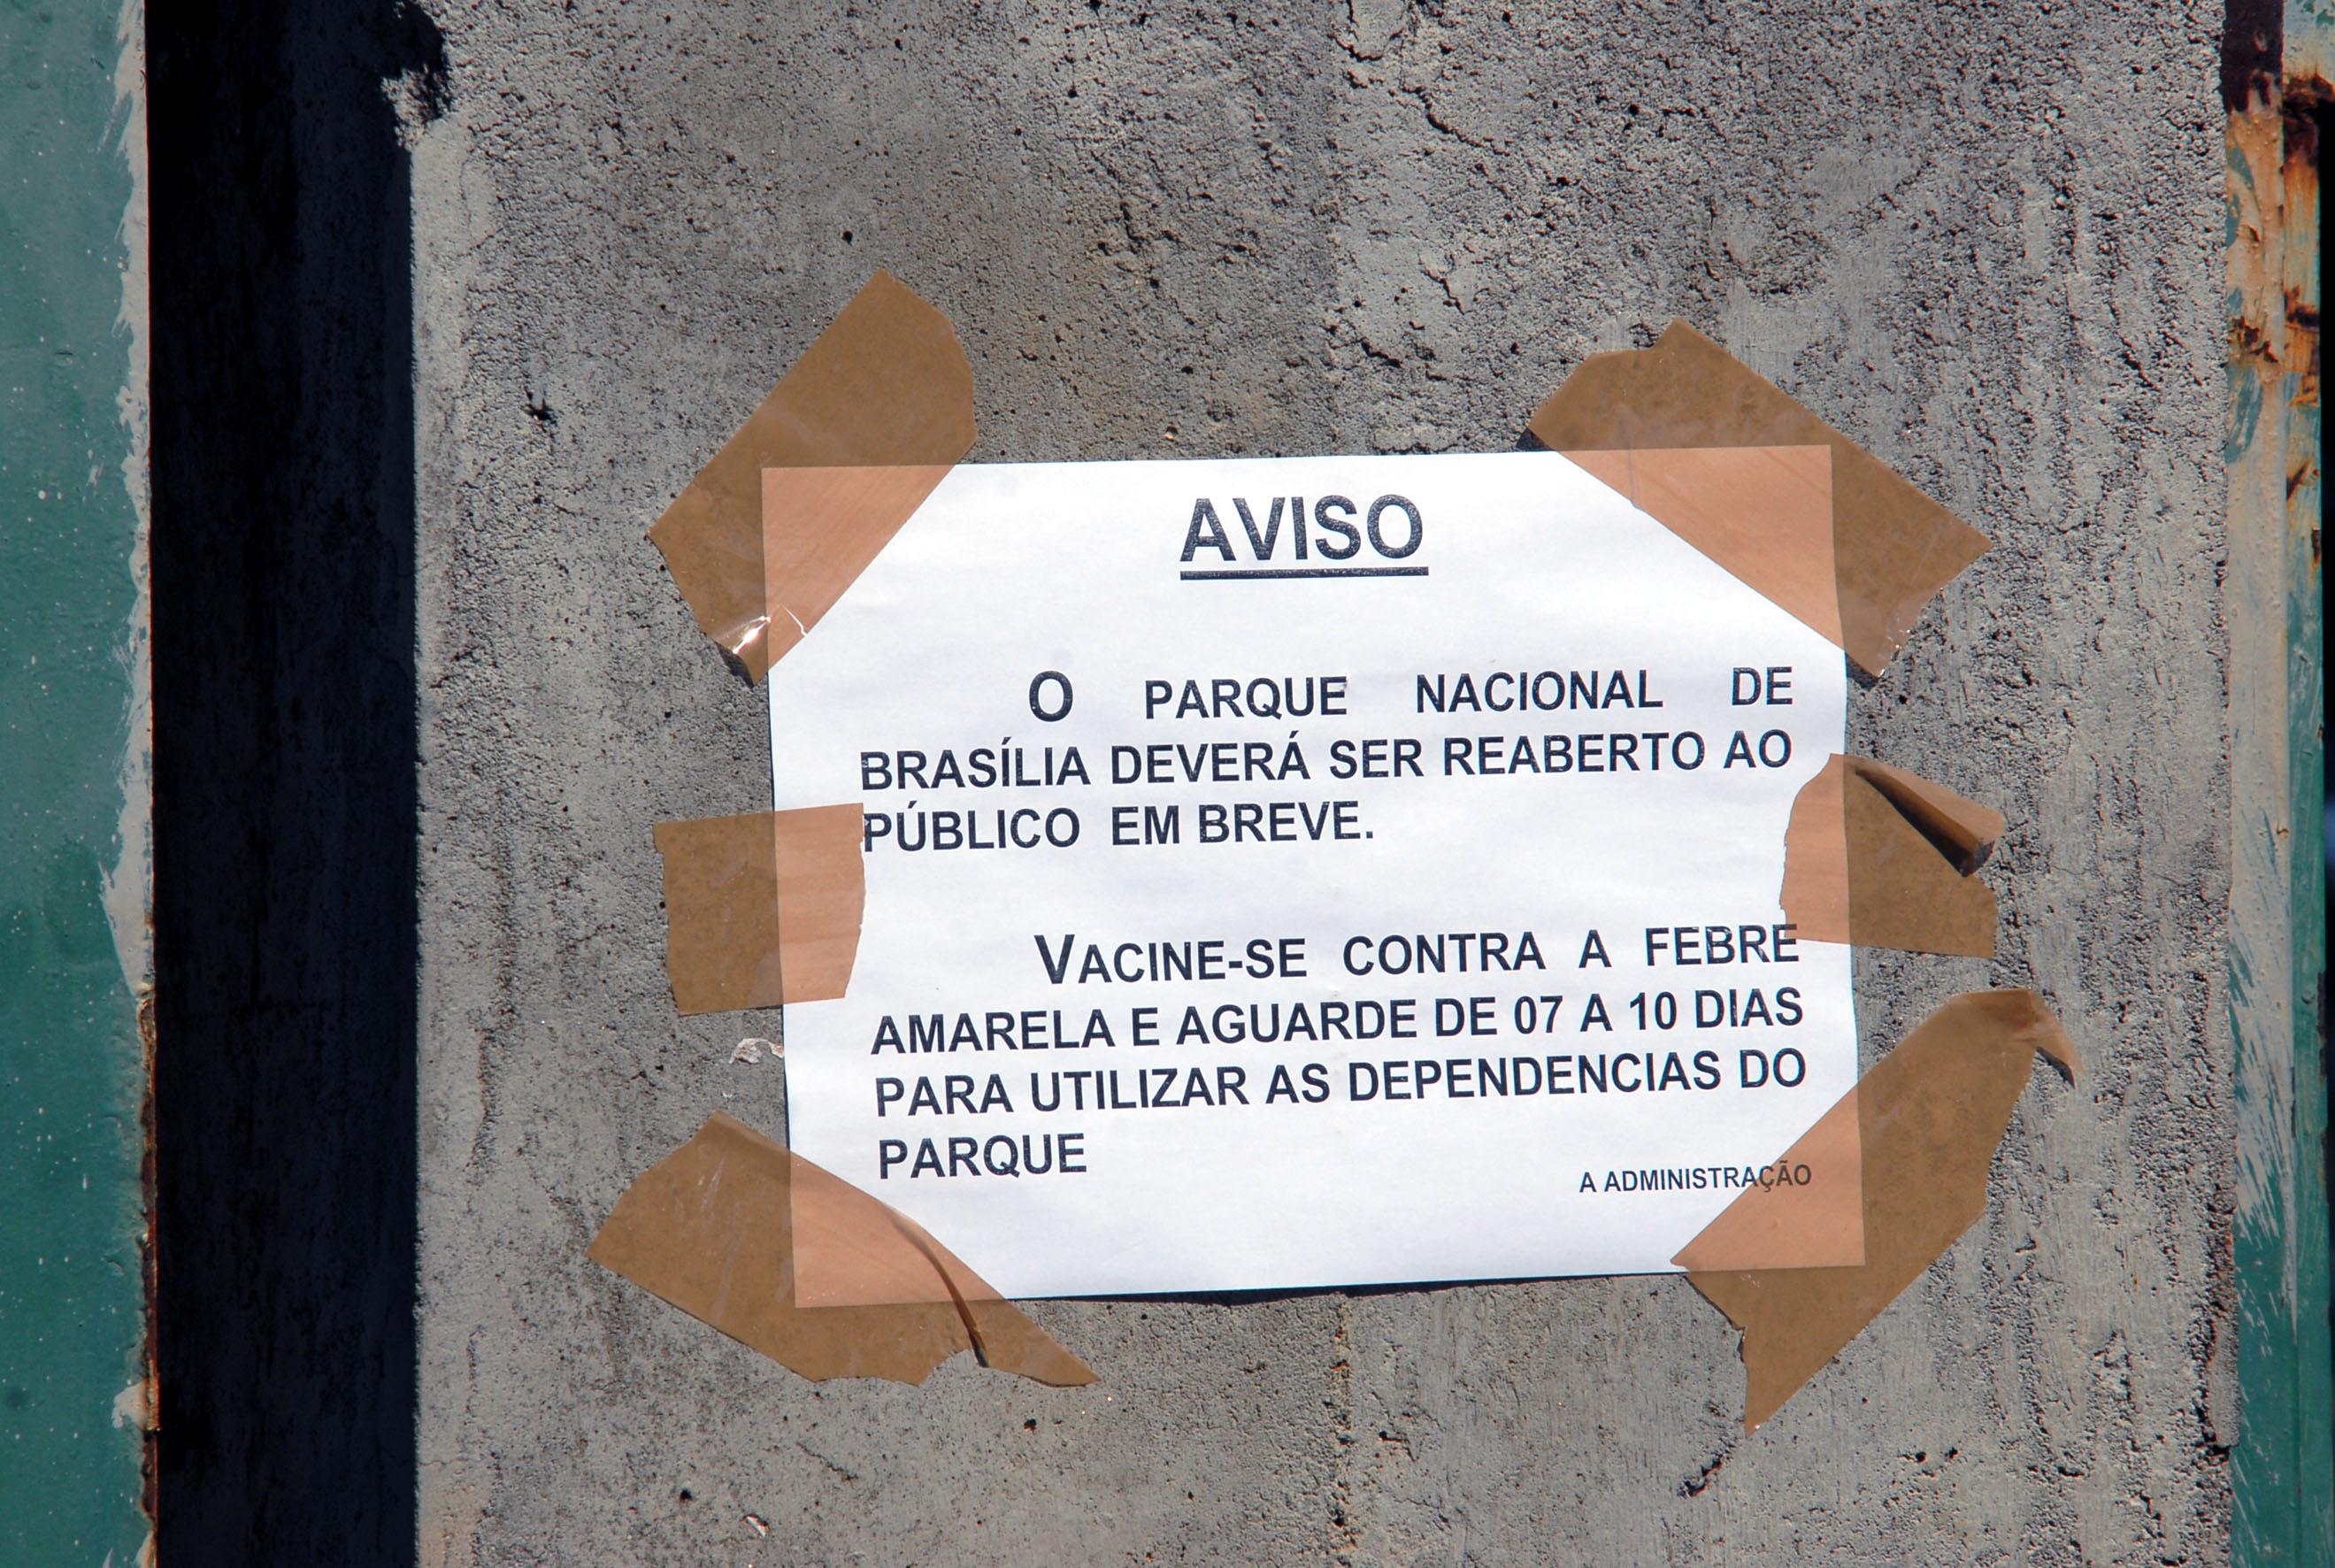 AVISO
O PARQUE NACIONAL DE
BRASÍLIA DEVERÁ SER REABERTO AO
PÚBLICO EM BREVE.
VACINE-SE CONTRA A FEBRE
AMARELA E AGUARDE DE 07 A 10 DIAS
PARA UTILIZAR AS DEPENDENCIAS DO
PARQUE
A ADMINISTRAÇÃO